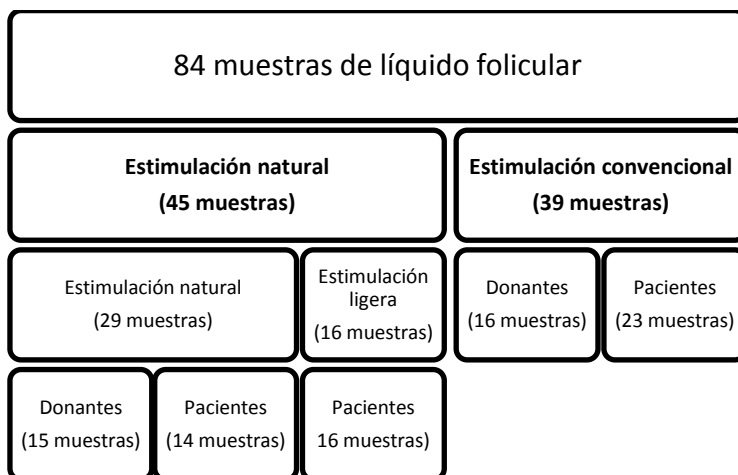 84 muestras de líquido folicular
Estimulación natural
(45 muestras)
Estimulación convencional
(39 muestras)
Estimulación natural
(29 muestras)
Estimulación
ligera
(16 muestras)
Donantes
(16 muestras)
Pacientes
(23 muestras)
Donantes
(15 muestras)
Pacientes
(14 muestras)
Pacientes
16 muestras)